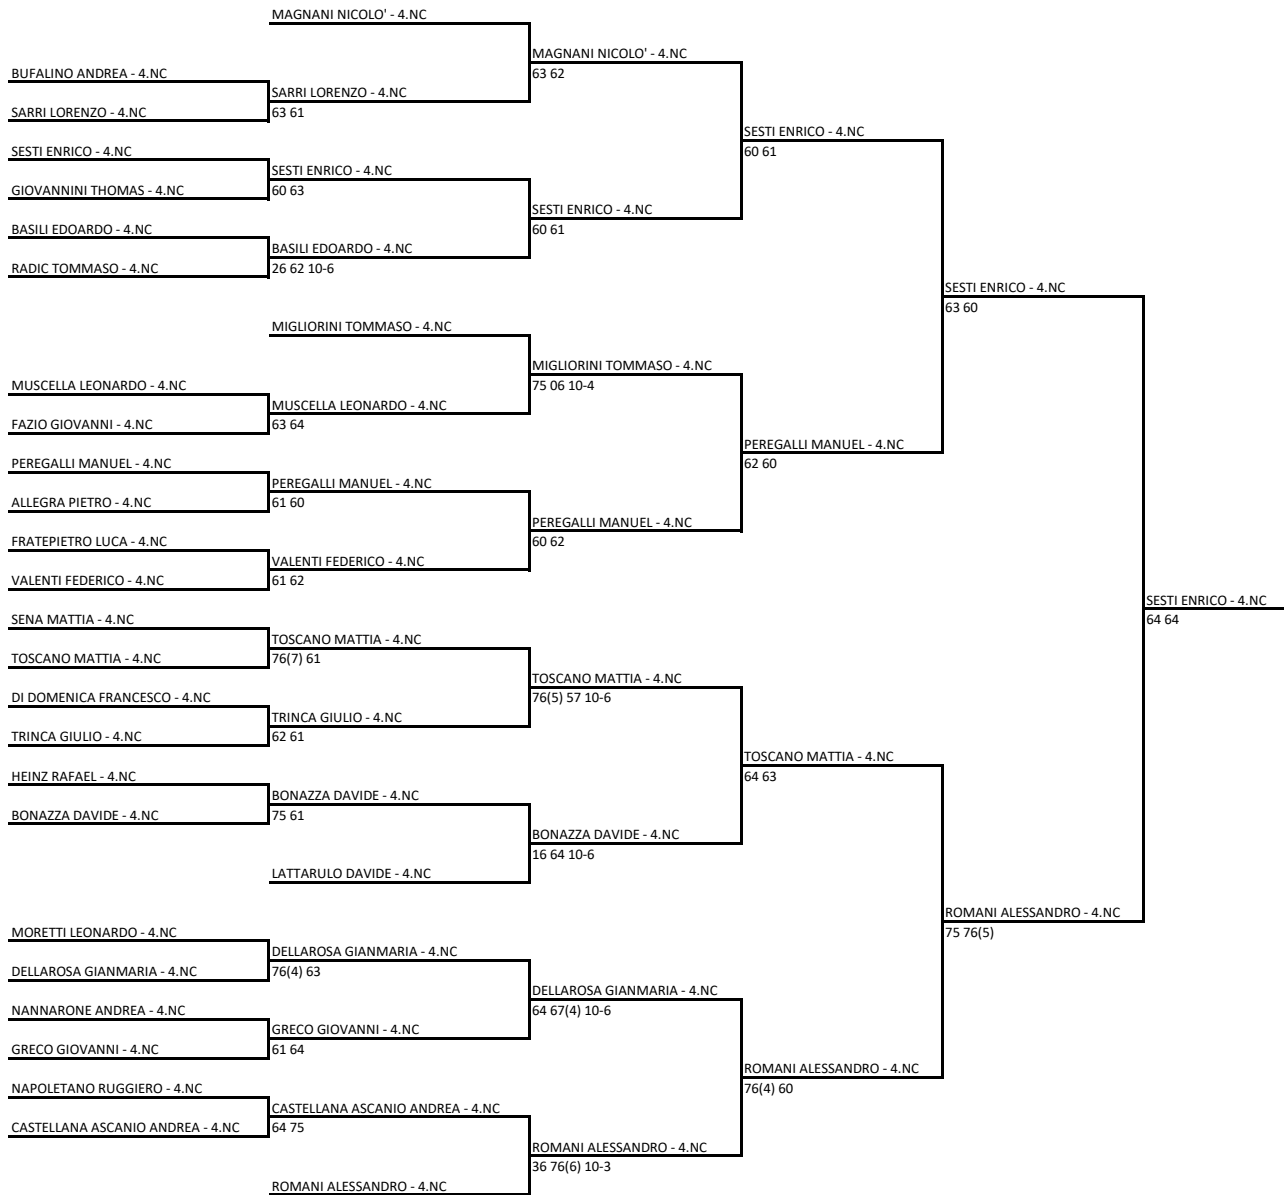 MAGNANI NICOLO' - 4.NC
MAGNANI NICOLO' - 4.NC
63 62
BUFALINO ANDREA - 4.NC
SARRI LORENZO - 4.NC
63 61
SARRI LORENZO - 4.NC
SESTI ENRICO - 4.NC
60 61
SESTI ENRICO - 4.NC
SESTI ENRICO - 4.NC
60 63
GIOVANNINI THOMAS - 4.NC
SESTI ENRICO - 4.NC
60 61
BASILI EDOARDO - 4.NC
BASILI EDOARDO - 4.NC
26 62 10-6
RADIC TOMMASO - 4.NC
SESTI ENRICO - 4.NC
63 60
MIGLIORINI TOMMASO - 4.NC
MIGLIORINI TOMMASO - 4.NC
75 06 10-4
MUSCELLA LEONARDO - 4.NC
MUSCELLA LEONARDO - 4.NC
63 64
FAZIO GIOVANNI - 4.NC
PEREGALLI MANUEL - 4.NC
62 60
PEREGALLI MANUEL - 4.NC
PEREGALLI MANUEL - 4.NC
61 60
ALLEGRA PIETRO - 4.NC
PEREGALLI MANUEL - 4.NC
60 62
FRATEPIETRO LUCA - 4.NC
VALENTI FEDERICO - 4.NC
61 62
VALENTI FEDERICO - 4.NC
SESTI ENRICO - 4.NC
64 64
SENA MATTIA - 4.NC
TOSCANO MATTIA - 4.NC
76(7) 61
TOSCANO MATTIA - 4.NC
TOSCANO MATTIA - 4.NC
76(5) 57 10-6
DI DOMENICA FRANCESCO - 4.NC
TRINCA GIULIO - 4.NC
62 61
TRINCA GIULIO - 4.NC
TOSCANO MATTIA - 4.NC
64 63
HEINZ RAFAEL - 4.NC
BONAZZA DAVIDE - 4.NC
75 61
BONAZZA DAVIDE - 4.NC
BONAZZA DAVIDE - 4.NC
16 64 10-6
LATTARULO DAVIDE - 4.NC
ROMANI ALESSANDRO - 4.NC
75 76(5)
MORETTI LEONARDO - 4.NC
DELLAROSA GIANMARIA - 4.NC
76(4) 63
DELLAROSA GIANMARIA - 4.NC
DELLAROSA GIANMARIA - 4.NC
64 67(4) 10-6
NANNARONE ANDREA - 4.NC
GRECO GIOVANNI - 4.NC
61 64
GRECO GIOVANNI - 4.NC
ROMANI ALESSANDRO - 4.NC
76(4) 60
NAPOLETANO RUGGIERO - 4.NC
CASTELLANA ASCANIO ANDREA - 4.NC
64 75
CASTELLANA ASCANIO ANDREA - 4.NC
ROMANI ALESSANDRO - 4.NC
36 76(6) 10-3
ROMANI ALESSANDRO - 4.NC